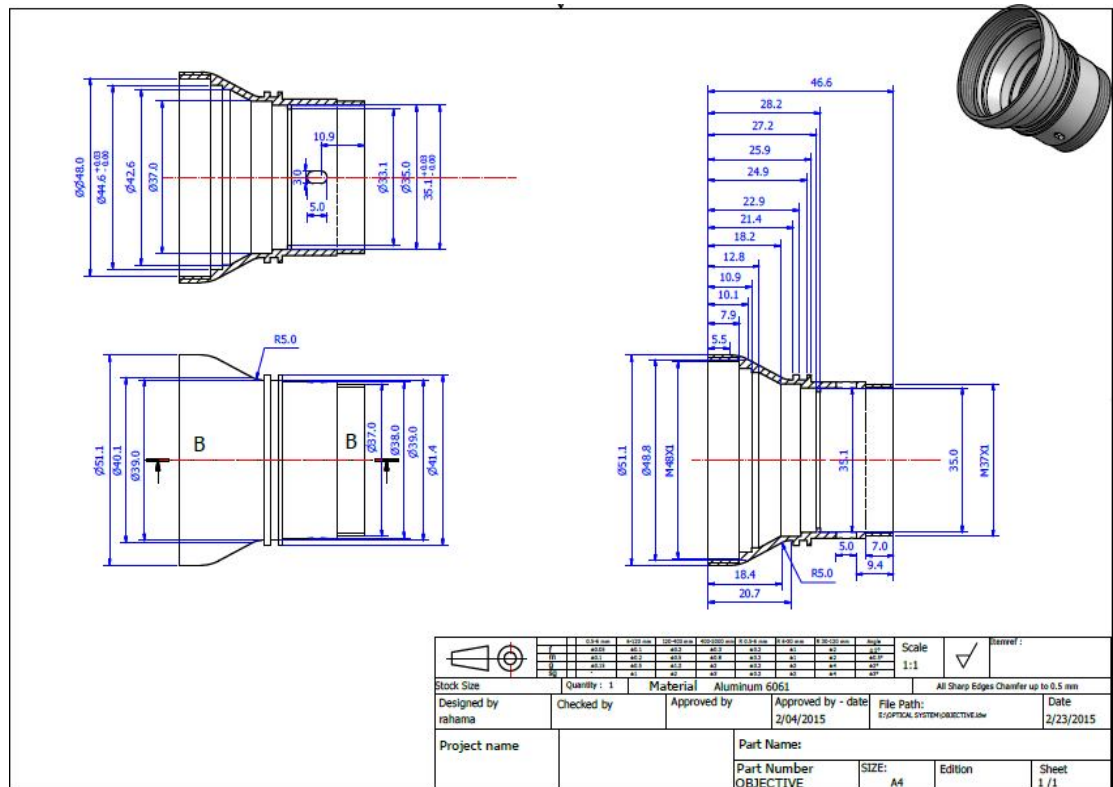 46.6
28.2
27.2
25.9
24.9
22.9
21.4
18.2
12.8
10.9
10.1
7.9
5.5
ØØ48.0
Ø44.6 +0.03 -0.00
Ø42.6
Ø37.0
3.0
5.0
10.9
Ø33.1
Ø35.0
35.1 +0.03 -0.00
R5.0
Ø51.1
Ø40.1
Ø39.0
B
B
Ø37.0
Ø38.0
Ø39.0
Ø41.4
Ø51.1
Ø48.8
M48X1
35.1
35.0
M37X1
5.0
7.0
9.4
R5.0
18.4
20.7
Scale
1:1
Stock Size
Quantity : 1
Material Aluminum 6061
All Sharp Edges Chamfer up to 0.5 mm
Designed by
rahama
Checked by
Approved by
Approved by - date
2/04/2015
File Path:
E:\OPTICAL SYSTEM\OBJECTIVE.idw
Date
2/23/2015
Project name
Part Name:
Part Number
OBJECTIVE
SIZE:
A4
Edition
Sheet
1 /1